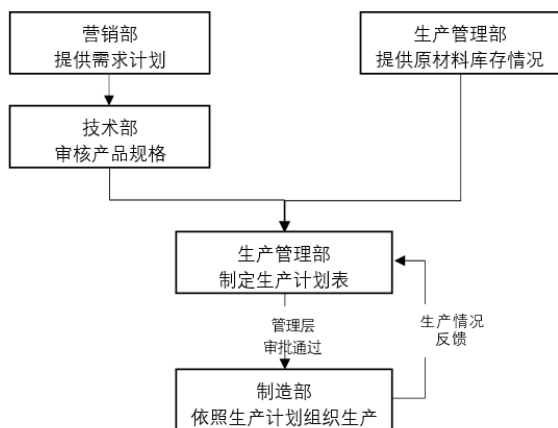 营销部
提供需求计划
生产管理部
提供原材料库存情况
技术部
审核产品规格
生产管理部
制定生产计划表
管理层
审批通过
生产情况
反馈
制造部
依照生产计划组织生产